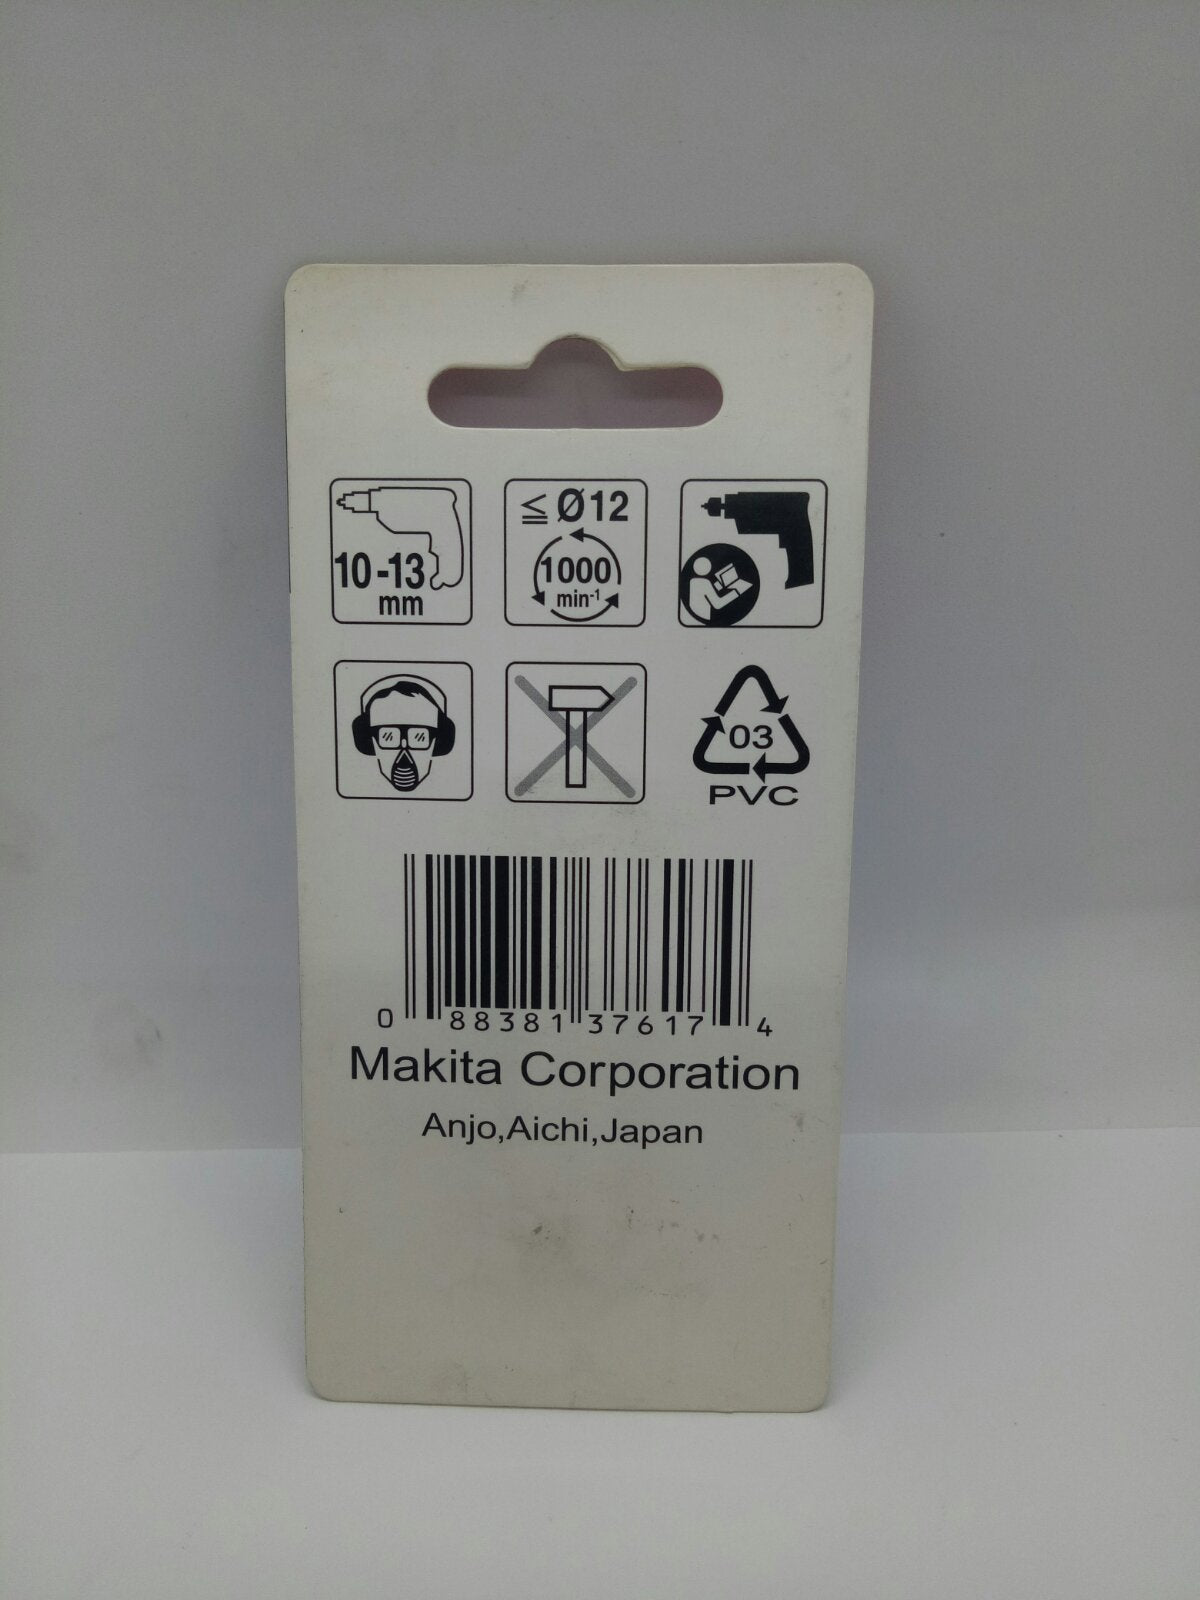 10-13
mm
≦ Ø12
1000
min⁻¹
03
PVC
0 88381 37617 4
Makita Corporation
Anjo,Aichi,Japan